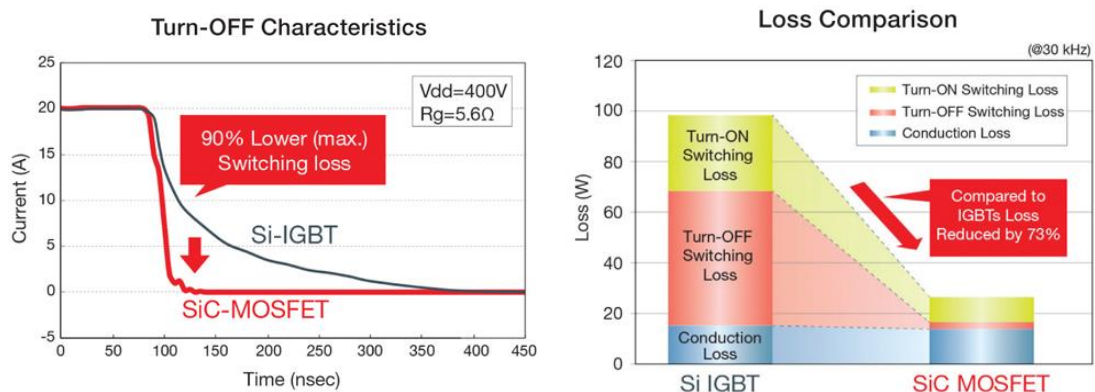 Turn-OFF Characteristics
25
20
15
10
5
0
-5
Current (A)
Vdd=400V
Rg=5.6Ω
90% Lower (max.)
Switching loss
Si-IGBT
SiC-MOSFET
0
50
100
150
200
250
300
350
400
450
Time (nsec)
Loss Comparison
(@30 kHz)
120
100
80
60
40
20
0
Loss (W)
Turn-ON Switching Loss
Turn-OFF Switching Loss
Conduction Loss
Turn-ON
Switching
Loss
Turn-OFF
Switching
Loss
Conduction
Loss
Compared to
IGBTs Loss
Reduced by 73%
Si IGBT
SiC MOSFET